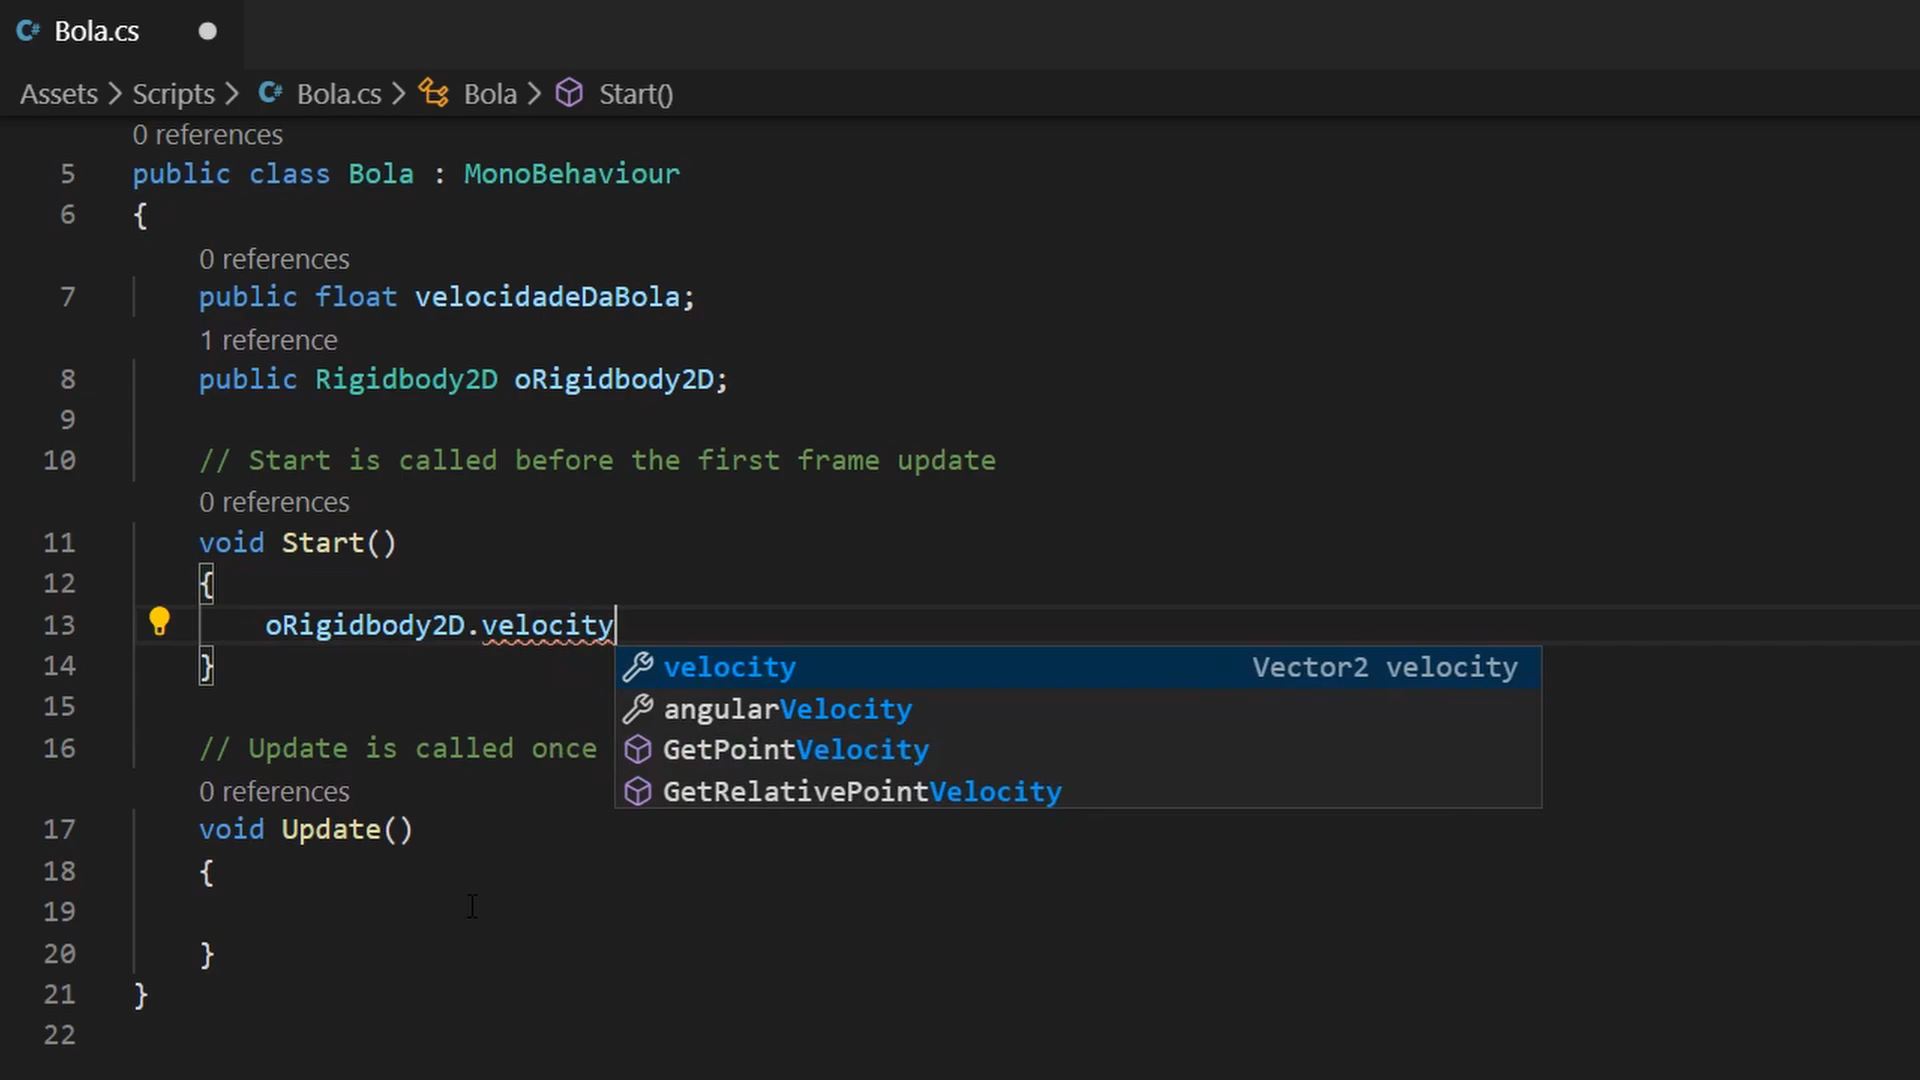 Bola.cs
Assets > Scripts > Bola.cs > Bola > Start()
0 references
5 public class Bola : MonoBehaviour
6 {
0 references
7 public float velocidadeDaBola;
1 reference
8 public Rigidbody2D oRigidbody2D;
9
10 // Start is called before the first frame update
0 references
11 void Start()
12 {
13 oRigidbody2D.velocity
velocity Vector2 velocity
14 }
angularVelocity
15
GetPointVelocity
16 // Update is called once
GetRelativePointVelocity
0 references
17 void Update()
18 {
19
20 }
21 }
22